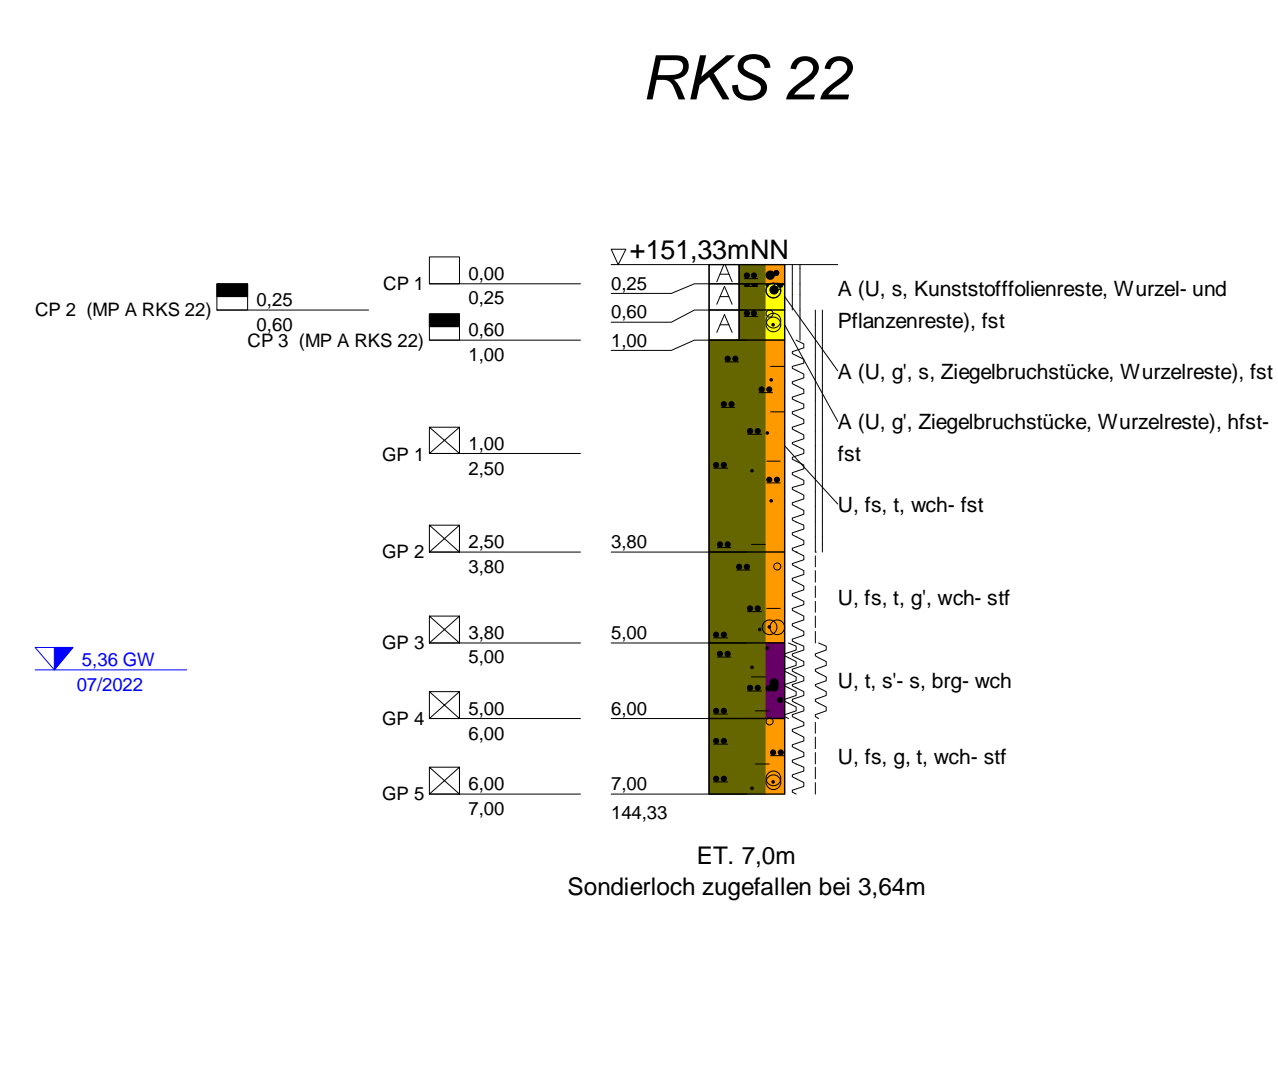 RKS 22
+151,33mNN
CP 1
0,00
0,25
CP 2 (MP A RKS 22)
0,25
0,60
CP 3 (MP A RKS 22)
0,60
1,00
GP 1
1,00
2,50
GP 2
2,50
3,80
GP 3
3,80
5,00
GP 4
5,00
6,00
GP 5
6,00
7,00
5,36 GW
07/2022
0,25
0,60
1,00
3,80
5,00
6,00
7,00
144,33
A
A
A
A (U, s, Kunststofffolienreste, Wurzel- und
Pflanzenreste), fst
A (U, g', s, Ziegelbruchstücke, Wurzelreste), fst
A (U, g', Ziegelbruchstücke, Wurzelreste), hfst-
fst
U, fs, t, wch- fst
U, fs, t, g', wch- stf
U, t, s'- s, brg- wch
U, fs, g, t, wch- stf
ET. 7,0m
Sondierloch zugefallen bei 3,64m